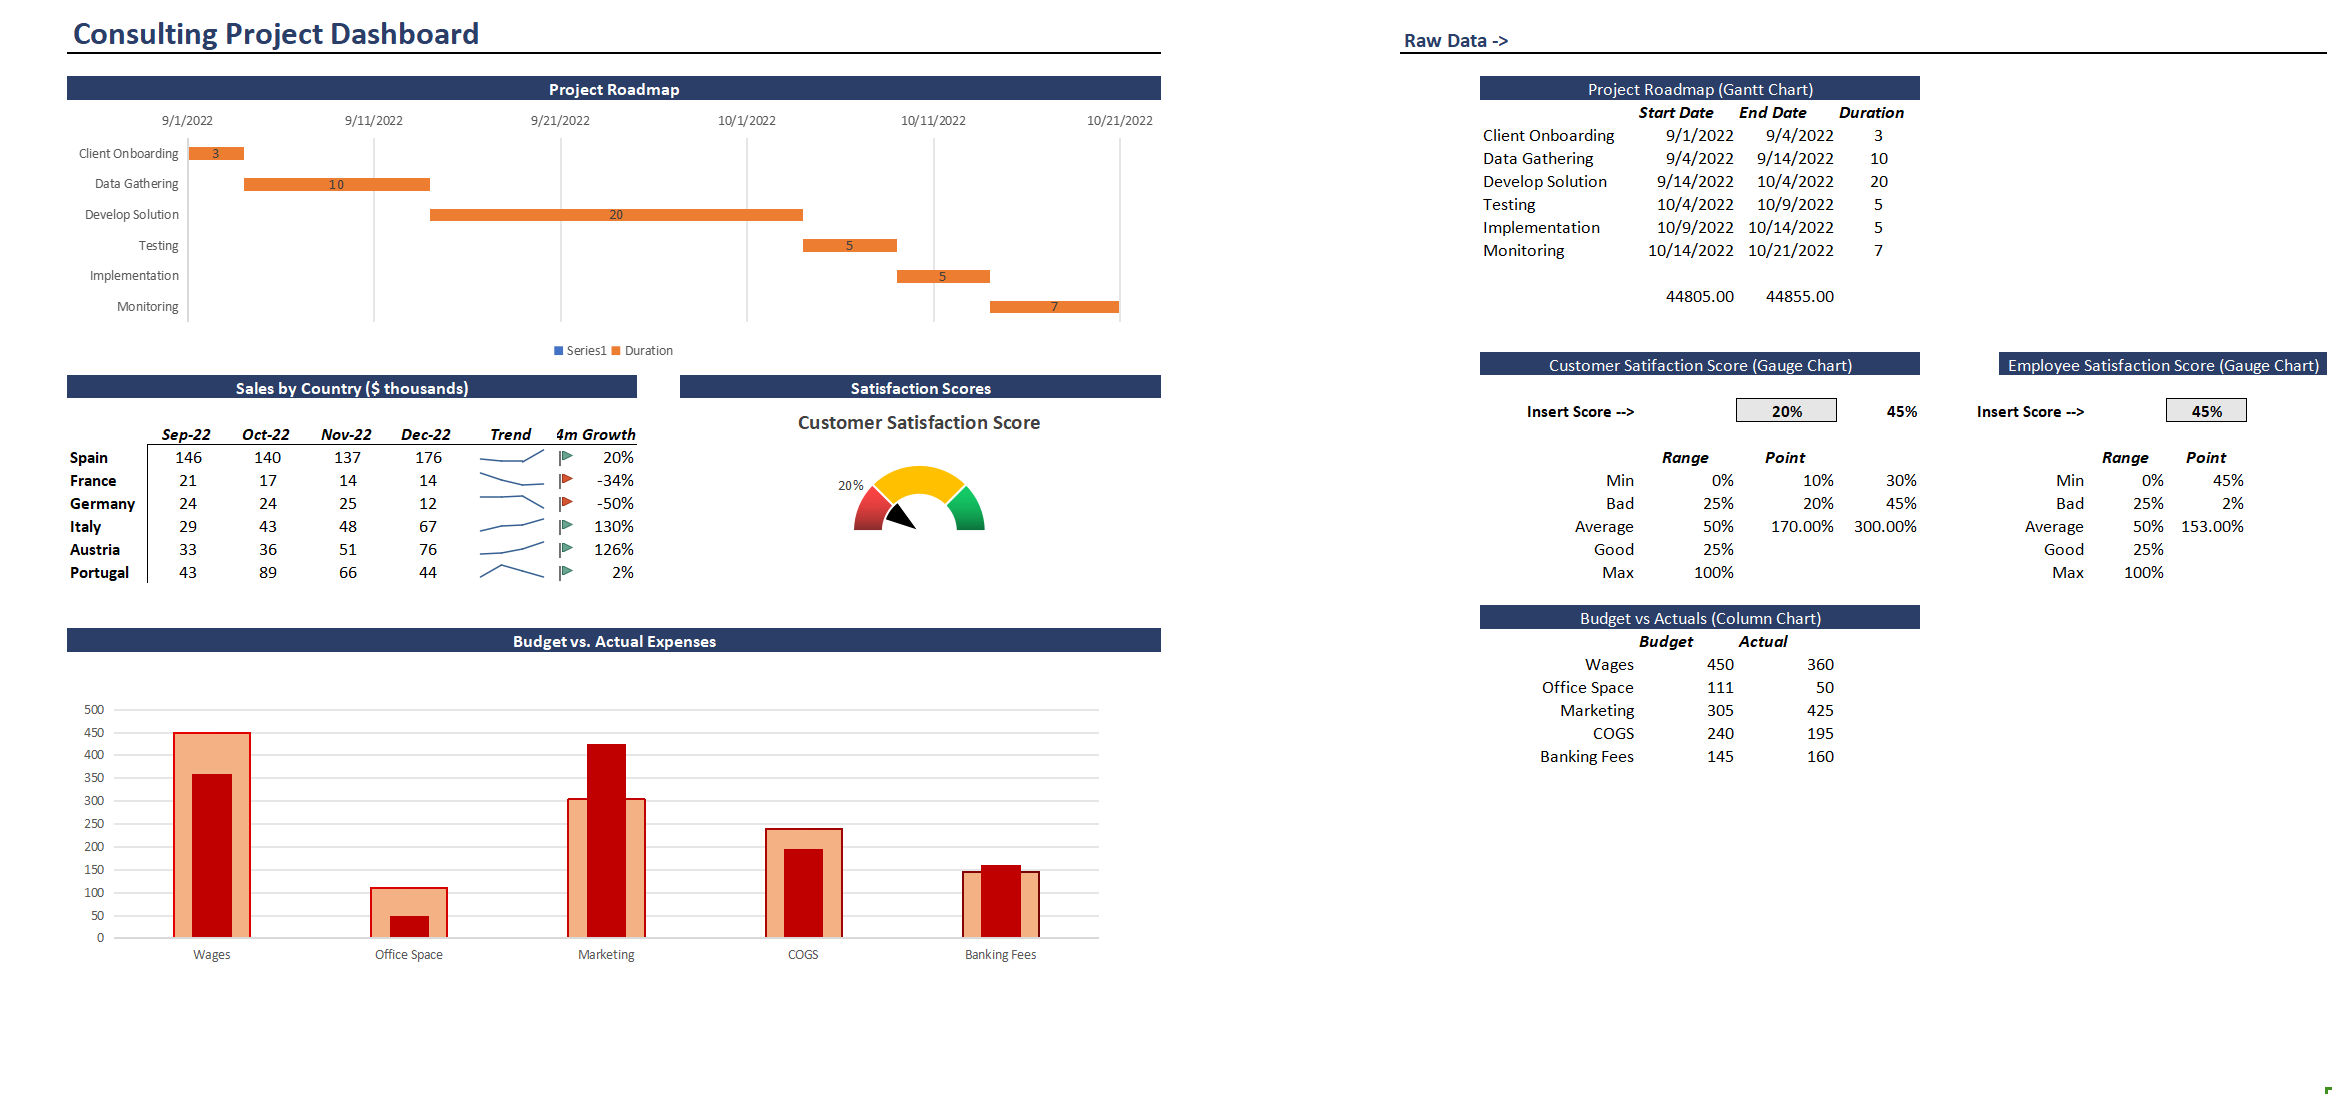 Consulting Project Dashboard
Project Roadmap
9/1/2022 9/11/2022 9/21/2022 10/1/2022 10/11/2022 10/21/2022
Client Onboarding 3
Data Gathering 10
Develop Solution 20
Testing 5
Implementation 5
Monitoring 7
Series1 Duration
Sales by Country ($ thousands)
Sep-22 Oct-22 Nov-22 Dec-22 Trend 4m Growth
Spain 146 140 137 176 20%
France 21 17 14 14 -34%
Germany 24 24 25 12 -50%
Italy 29 43 48 67 130%
Austria 33 36 51 76 126%
Portugal 43 89 66 44 2%
Satisfaction Scores
Customer Satisfaction Score
20%
Budget vs. Actual Expenses
500
450
400
350
300
250
200
150
100
50
0
Wages Office Space Marketing COGS Banking Fees
Raw Data ->
Project Roadmap (Gantt Chart)
Start Date End Date Duration
Client Onboarding 9/1/2022 9/4/2022 3
Data Gathering 9/4/2022 9/14/2022 10
Develop Solution 9/14/2022 10/4/2022 20
Testing 10/4/2022 10/9/2022 5
Implementation 10/9/2022 10/14/2022 5
Monitoring 10/14/2022 10/21/2022 7
44805.00 44855.00
Customer Satifaction Score (Gauge Chart)
Insert Score --> 20% 45%
Range Point
Min 0% 10% 30%
Bad 25% 20% 45%
Average 50% 170.00% 300.00%
Good 25%
Max 100%
Employee Satisfaction Score (Gauge Chart)
Insert Score --> 45%
Range Point
Min 0% 45%
Bad 25% 2%
Average 50% 153.00%
Good 25%
Max 100%
Budget vs Actuals (Column Chart)
Budget Actual
Wages 450 360
Office Space 111 50
Marketing 305 425
COGS 240 195
Banking Fees 145 160